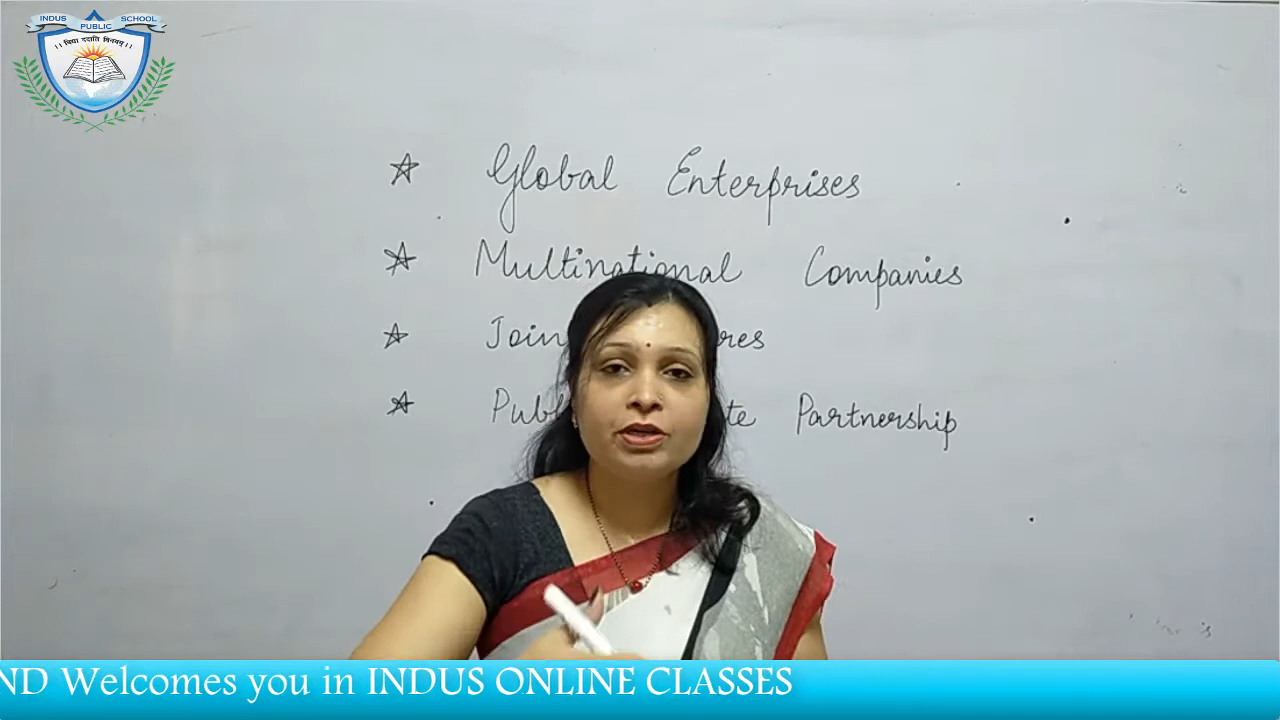 INDUS PUBLIC SCHOOL
।। विद्या ददाति विनयम् ।।
Global Enterprises
Multinational Companies
Partnership
ND Welcomes you in INDUS ONLINE CLASSES